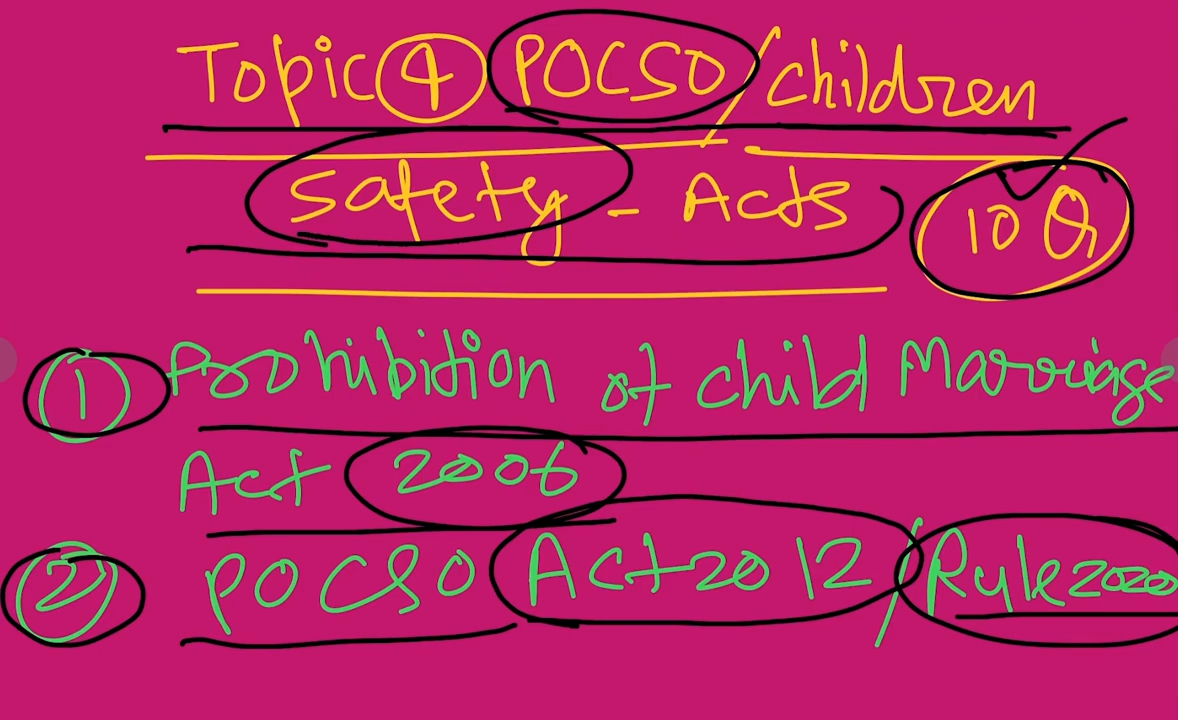 Topic 4 POCSO/children
Safety - Acts 10 Q
1 Prohibition of child Marriage
Act 2006
2 POCSO Act 2012/Rule 2020